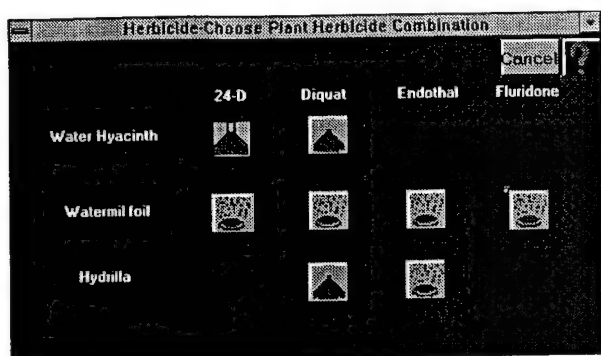 Herbicide-Choose Plant Herbicide Combination
Cancel ?
24-D Diquat Endothal Fluridone
Water Hyacinth
Watermil foil
Hydrilla